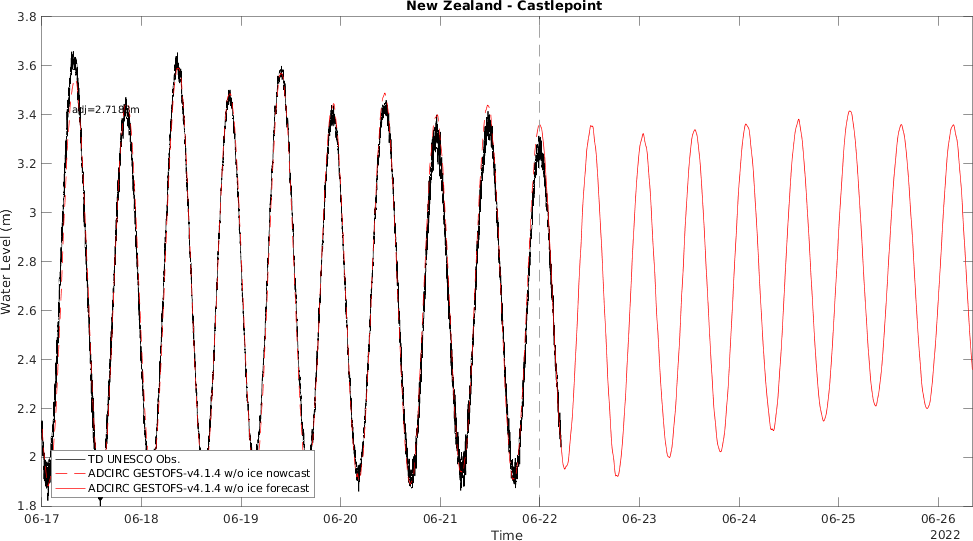 New Zealand - Castlepoint
3.8
3.6
3.4
3.2
3
2.8
2.6
2.4
2.2
2
1.8
Water Level (m)
TD UNESCO Obs.
ADCIRC GESTOFS-v4.1.4 w/o ice nowcast
ADCIRC GESTOFS-v4.1.4 w/o ice forecast
06-17 06-18 06-19 06-20 06-21 06-22 06-23 06-24 06-25 06-26
Time
2022